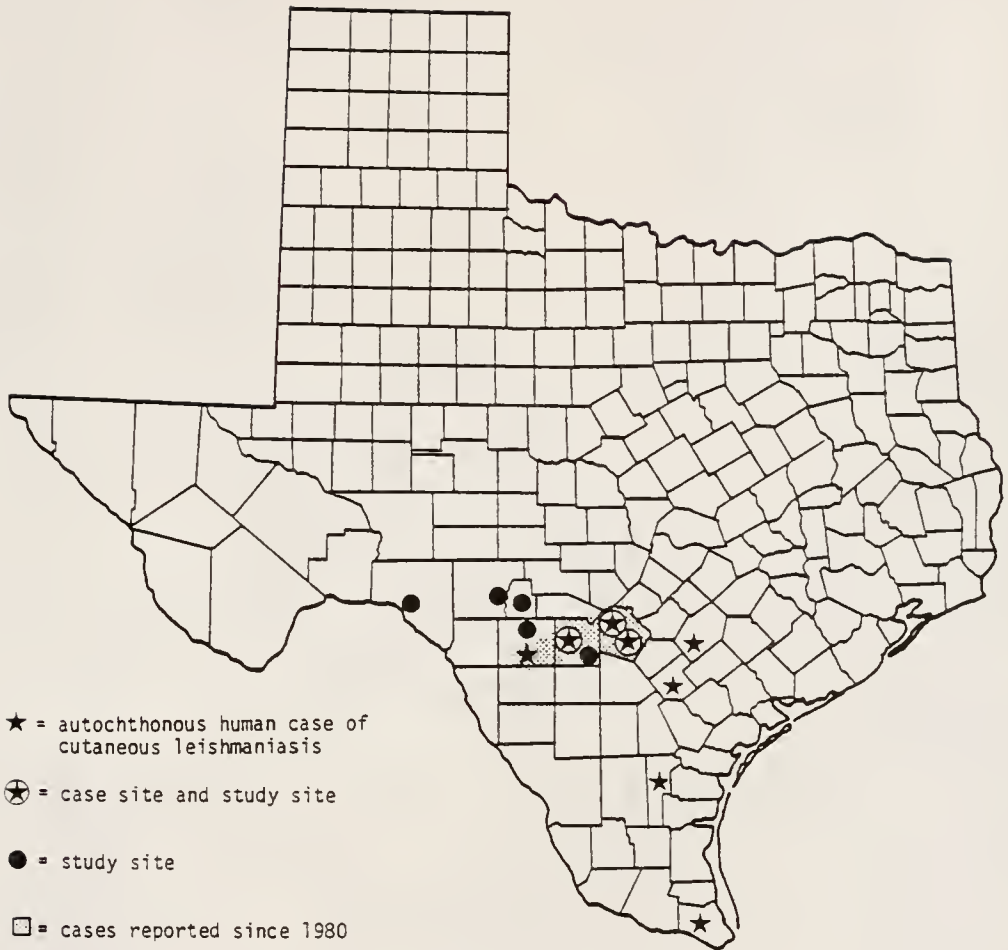 ★ = autochthonous human case of
cutaneous leishmaniasis
= case site and study site
● = study site
= cases reported since 1980